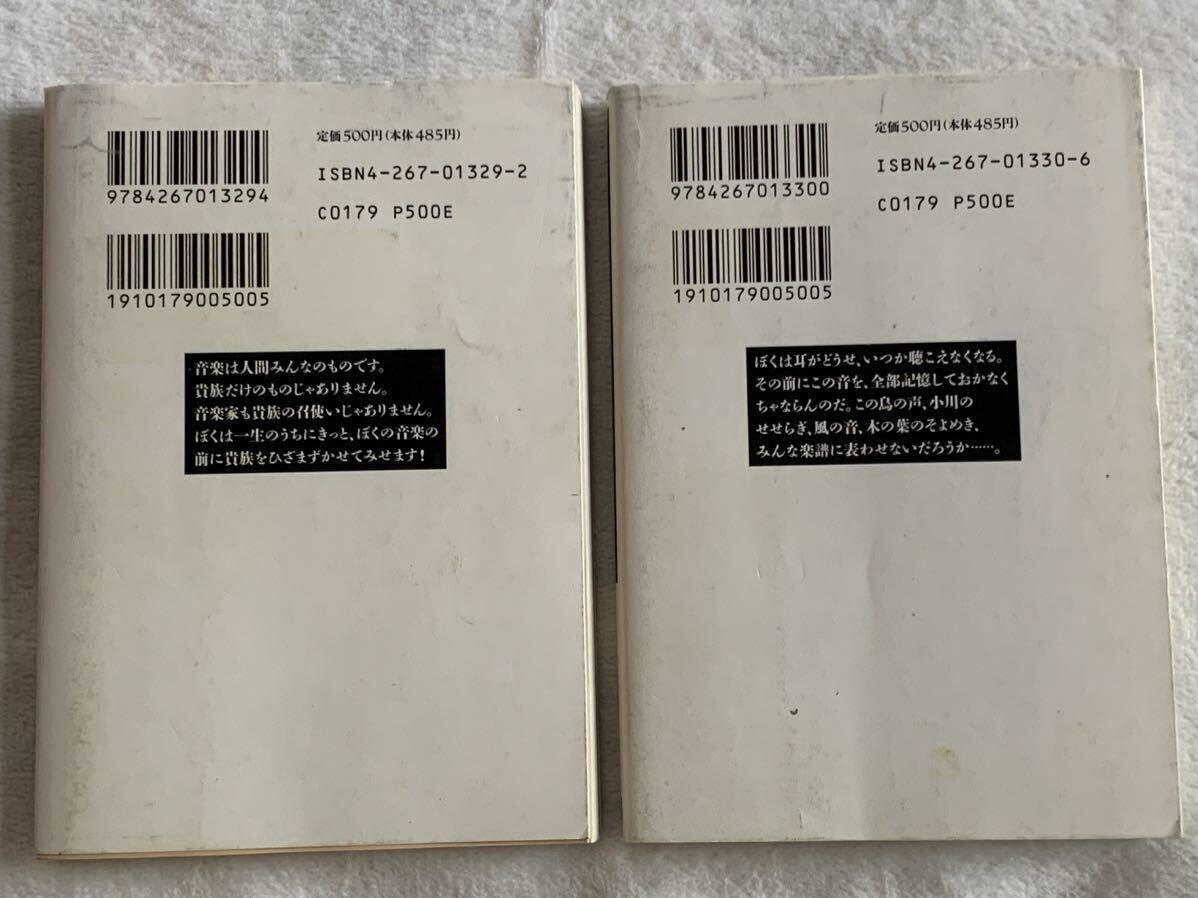 定価500円(本体485円)
ISBN4-267-01329-2
C0179 P500E
9784267013294
1910179005005
音楽は人間みんなのものです。
貴族だけのものじゃありません。
音楽家も貴族の召使いじゃありません。
ぼくは一生のうちにきっと、ぼくの音楽の
前に貴族をひざまずかせてみせます!
定価500円(本体485円)
ISBN4-267-01330-6
C0179 P500E
9784267013300
1910179005005
ぼくは耳がどうせ、いつか聴こえなくなる。
その前にこの音を、全部記憶しておかなく
ちゃならんのだ。この鳥の声、小川の
せせらぎ、風の音、木の葉のそよめき、
みんな楽譜に表わせないだろうか……。